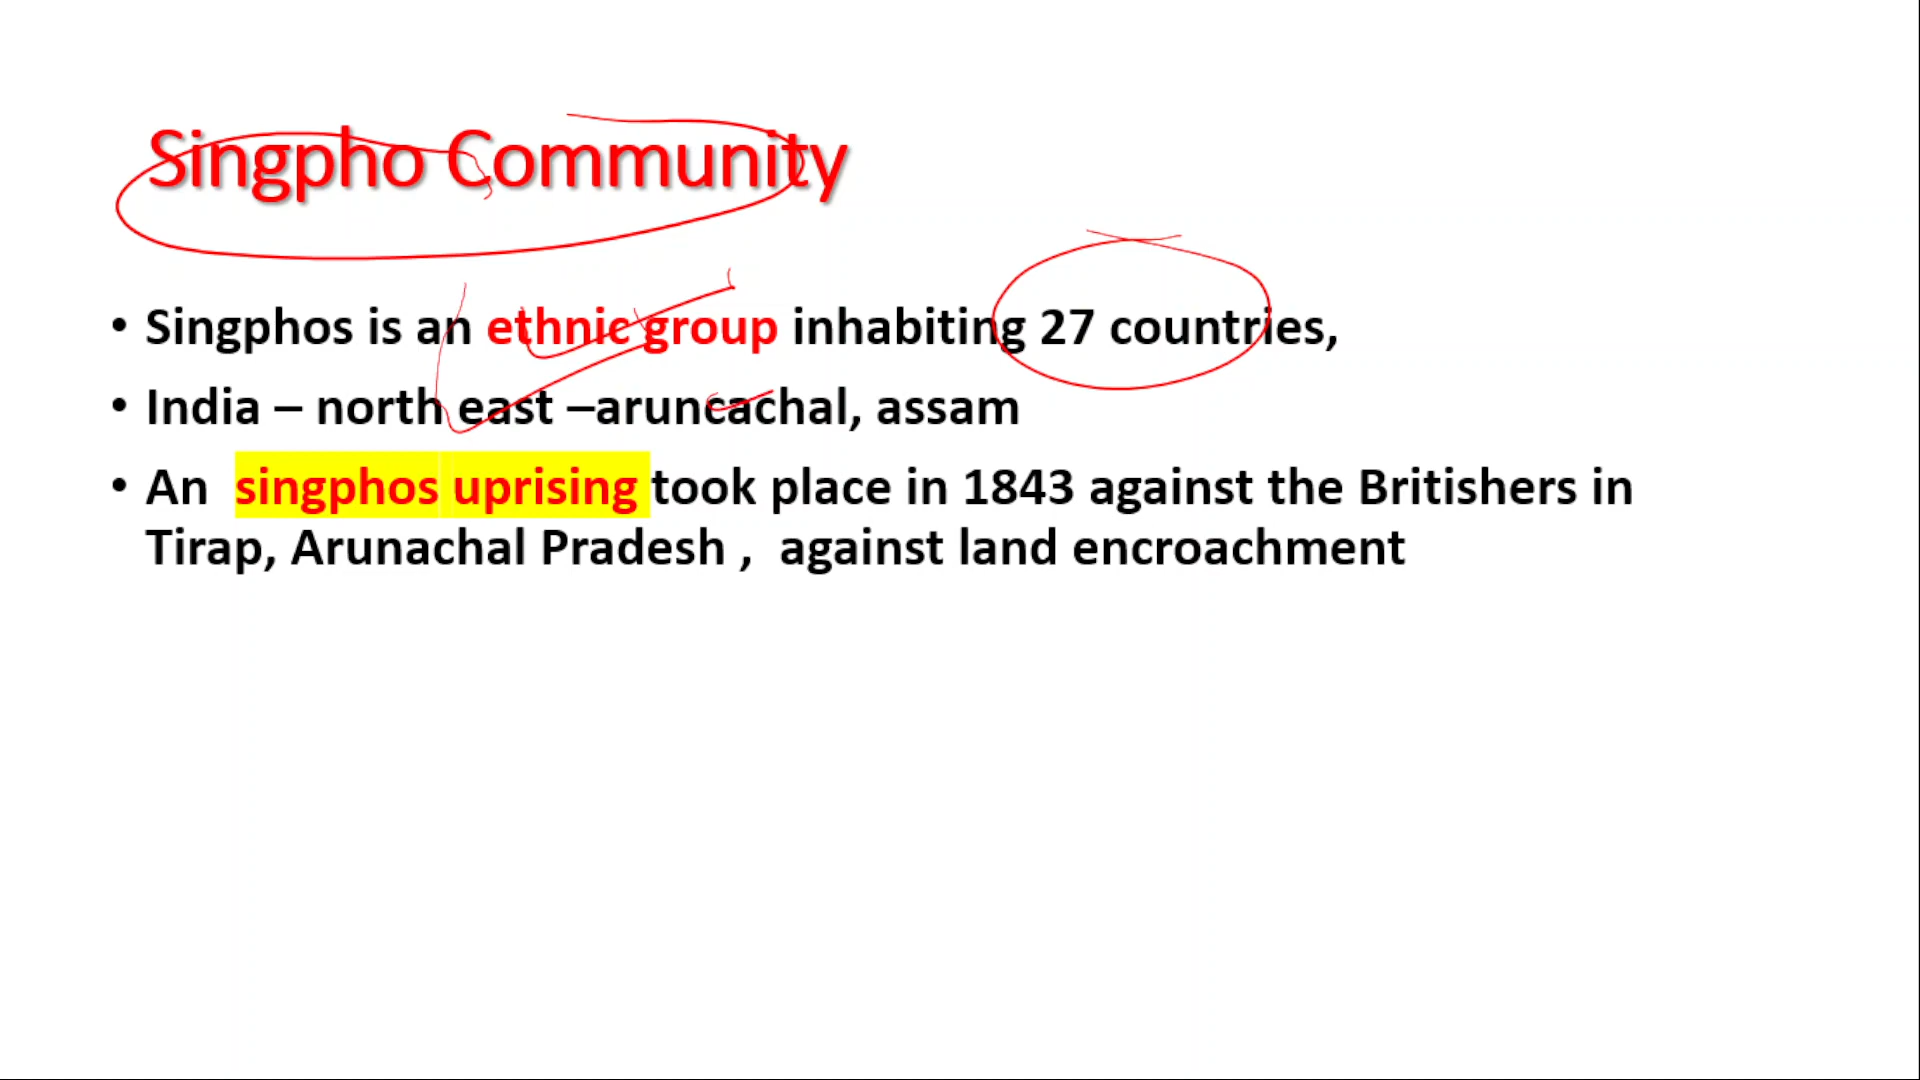 Singpho Community
• Singphos is an ethnic group inhabiting 27 countries,
• India – north east –aruncachal, assam
• An singphos uprising took place in 1843 against the Britishers in
Tirap, Arunachal Pradesh , against land encroachment